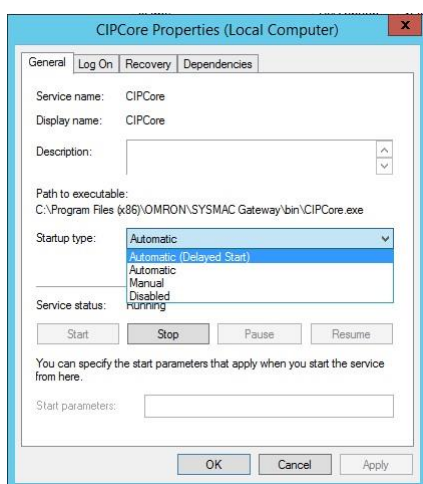 CIPCore Properties (Local Computer)
x
General Log On Recovery Dependencies
Service name: CIPCore
Display name: CIPCore
Description:
Path to executable:
C:\Program Files (x86)\OMRON\SYSMAC Gateway\bin\CIPCore.exe
Startup type: Automatic
Automatic (Delayed Start)
Automatic
Manual
Disabled
Service status: Running
Start Stop Pause Resume
You can specify the start parameters that apply when you start the service
from here.
Start parameters:
OK Cancel Apply